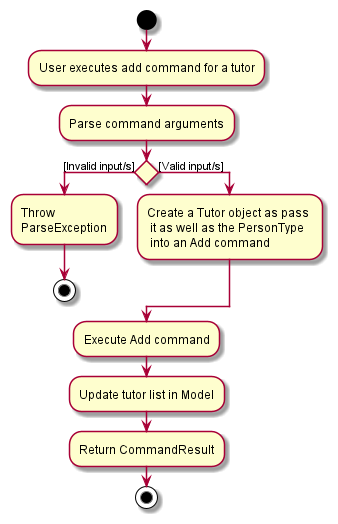 User executes add command for a tutor
Parse command arguments
[Invalid input/s]
[Valid input/s]
Throw
ParseException
Create a Tutor object as pass
it as well as the PersonType
into an Add command
Execute Add command
Update tutor list in Model
Return CommandResult